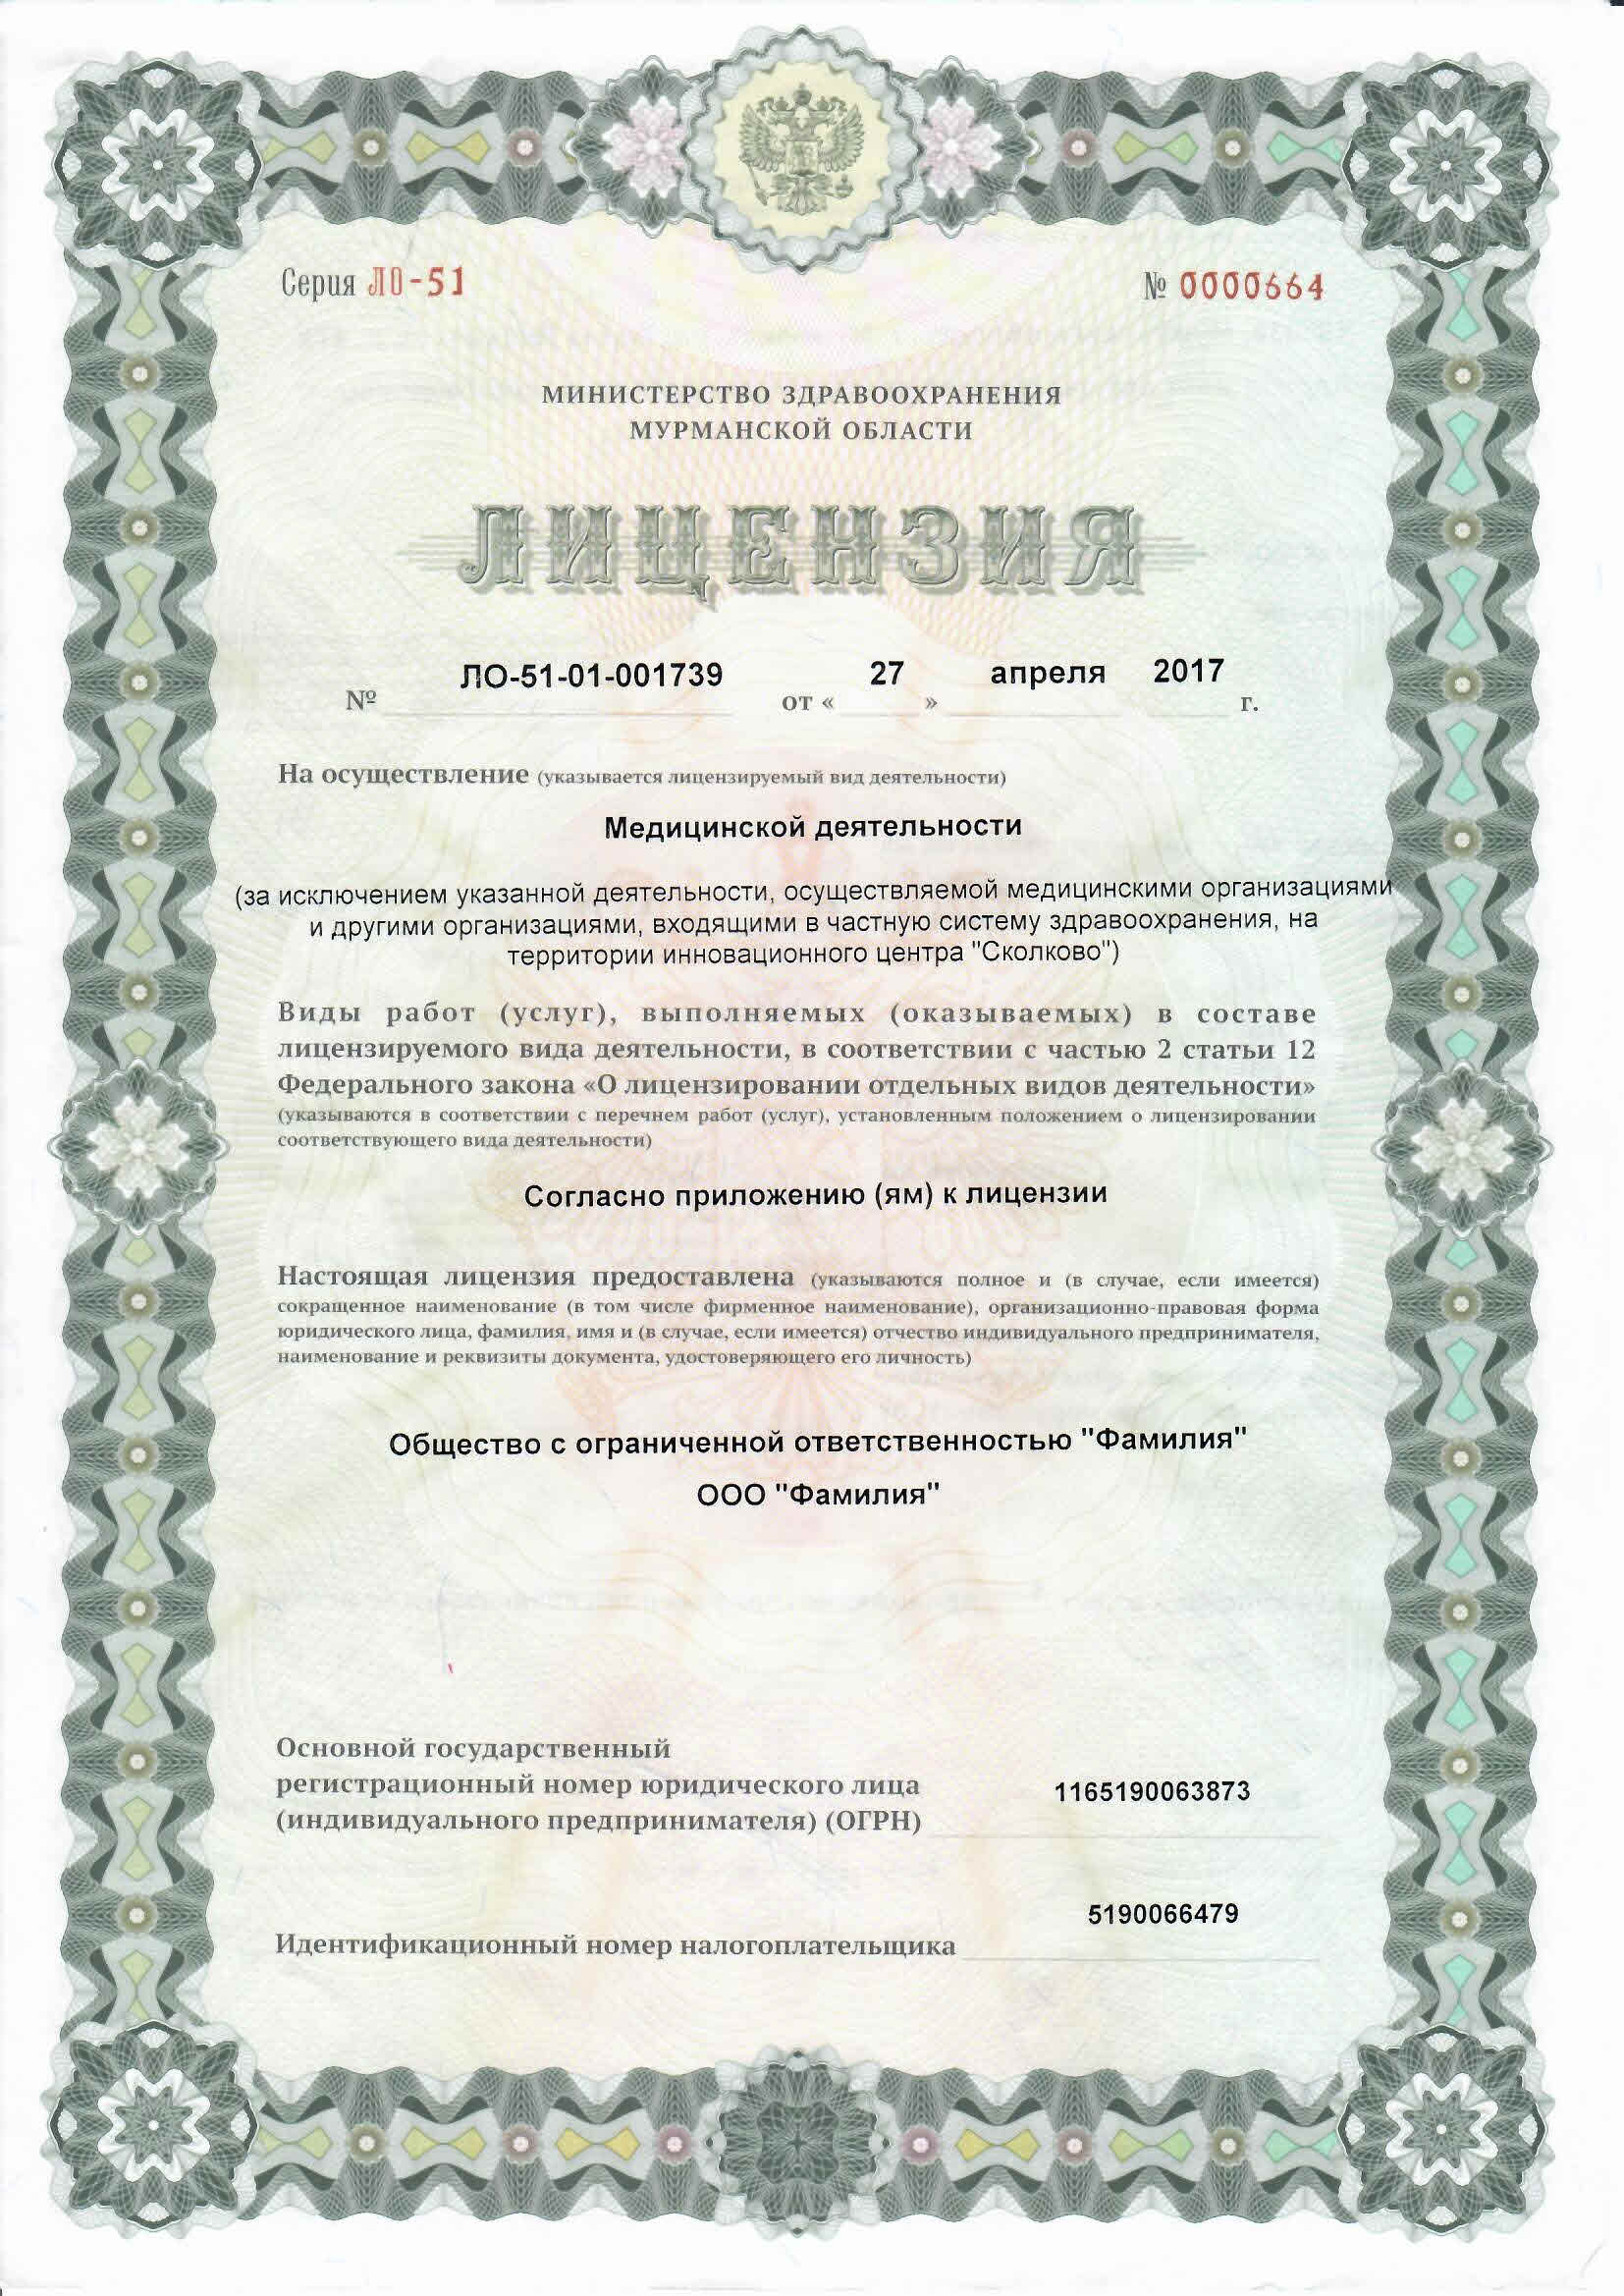 Серия ЛО-51
№ 0000664
МИНИСТЕРСТВО ЗДРАВООХРАНЕНИЯ
МУРМАНСКОЙ ОБЛАСТИ
ЛИЦЕНЗИЯ
№ ЛО-51-01-001739 от « 27 » апреля 2017 г.
На осуществление (указывается лицензируемый вид деятельности)
Медицинской деятельности
(за исключением указанной деятельности, осуществляемой медицинскими организациями
и другими организациями, входящими в частную систему здравоохранения, на
территории инновационного центра "Сколково")
Виды работ (услуг), выполняемых (оказываемых) в составе
лицензируемого вида деятельности, в соответствии с частью 2 статьи 12
Федерального закона «О лицензировании отдельных видов деятельности»
(указываются в соответствии с перечнем работ (услуг), установленным положением о лицензировании
соответствующего вида деятельности)
Согласно приложению (ям) к лицензии
Настоящая лицензия предоставлена (указываются полное и (в случае, если имеется)
сокращенное наименование (в том числе фирменное наименование), организационно-правовая форма
юридического лица, фамилия, имя и (в случае, если имеется) отчество индивидуального предпринимателя,
наименование и реквизиты документа, удостоверяющего его личность)
Общество с ограниченной ответственностью "Фамилия"
ООО "Фамилия"
Основной государственный
регистрационный номер юридического лица
(индивидуального предпринимателя) (ОГРН) 1165190063873
Идентификационный номер налогоплательщика 5190066479